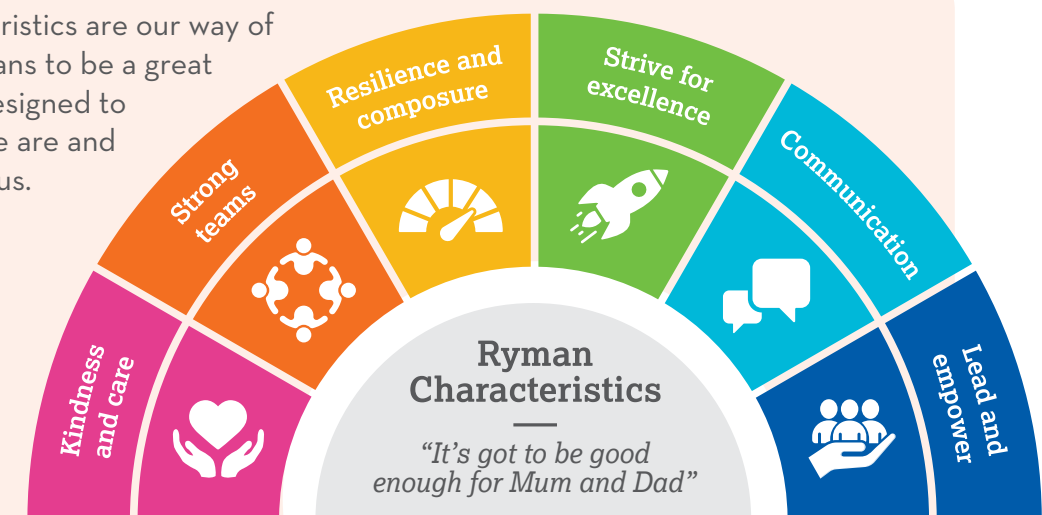 ristics are our way of
ans to be a great
esigned to
e are and
us.
Kindness
and care
Strong
teams
Resilience and
composure
Strive for
excellence
Communication
Lead and
empower
Ryman
Characteristics
“It’s got to be good
enough for Mum and Dad”